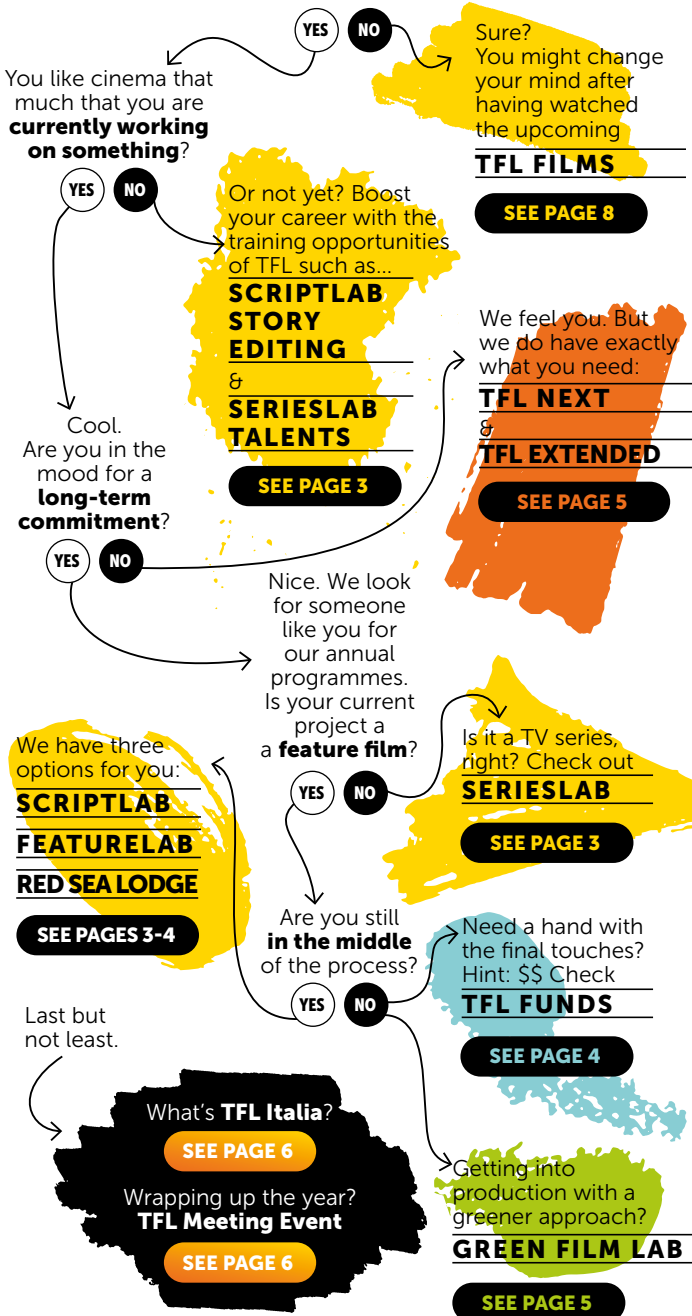 YES NO
Sure?
You might change
your mind after
having watched
the upcoming
TFL FILMS
SEE PAGE 8
You like cinema that
much that you are
currently working
on something?
YES NO
Or not yet? Boost
your career with the
training opportunities
of TFL such as...
SCRIPTLAB
STORY
EDITING
&
SERIESLAB
TALENTS
SEE PAGE 3
We feel you. But
we do have exactly
what you need:
TFL NEXT
&
TFL EXTENDED
SEE PAGE 5
Cool.
Are you in the
mood for a
long-term
commitment?
YES NO
Nice. We look
for someone
like you for
our annual
programmes.
Is your current
project a
a feature film?
YES NO
Is it a TV series,
right? Check out
SERIESLAB
SEE PAGE 3
We have three
options for you:
SCRIPTLAB
FEATURELAB
RED SEA LODGE
SEE PAGES 3-4
Are you still
in the middle
of the process?
YES NO
Need a hand with
the final touches?
Hint: $$ Check
TFL FUNDS
SEE PAGE 4
Last but
not least.
What's TFL Italia?
SEE PAGE 6
Wrapping up the year?
TFL Meeting Event
SEE PAGE 6
Getting into
production with a
greener approach?
GREEN FILM LAB
SEE PAGE 5